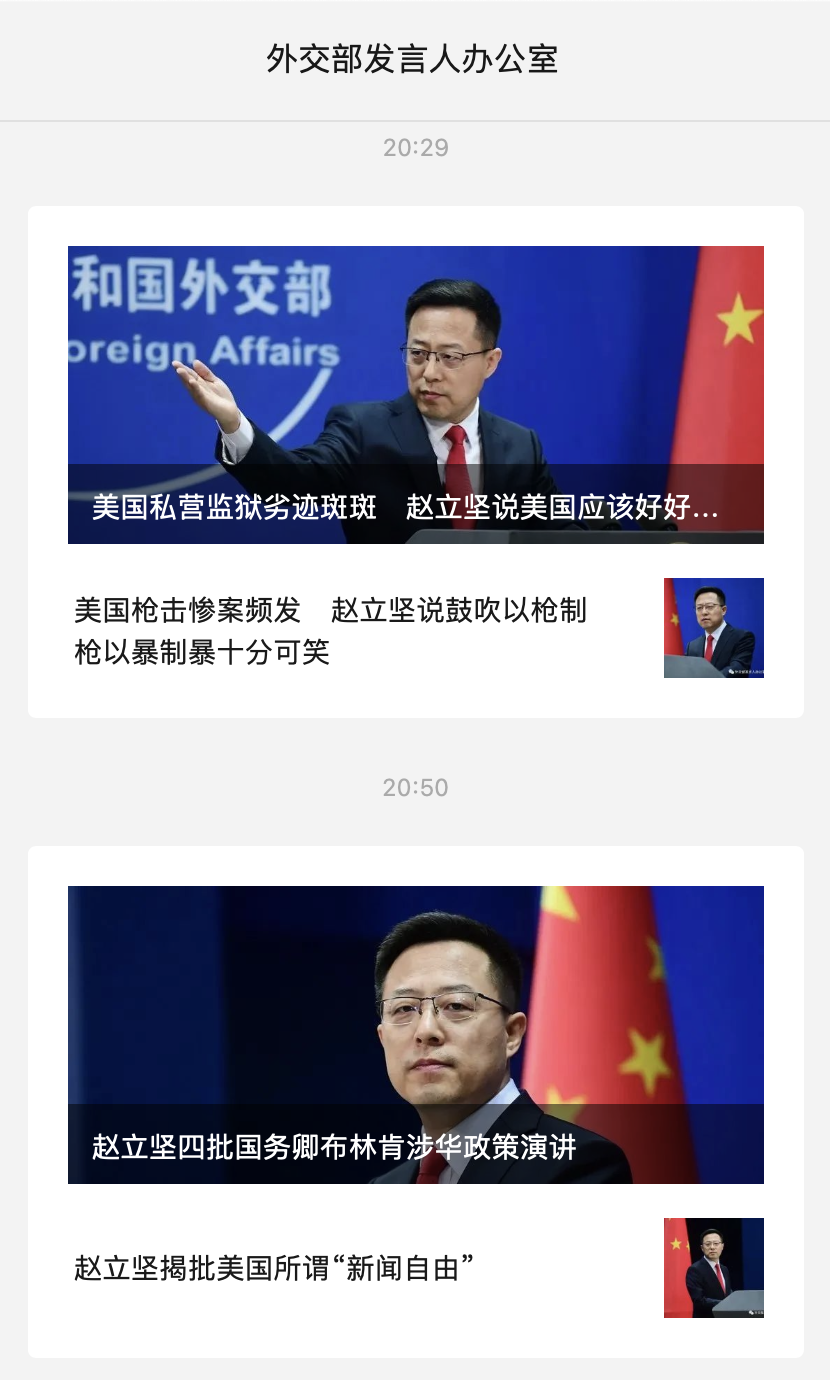 外交部发言人办公室
20:29
和国外交部
oreign Affairs
美国私营监狱劣迹斑斑　赵立坚说美国应该好好...
美国枪击惨案频发　赵立坚说鼓吹以枪制
枪以暴制暴十分可笑
20:50
赵立坚四批国务卿布林肯涉华政策演讲
赵立坚揭批美国所谓“新闻自由”